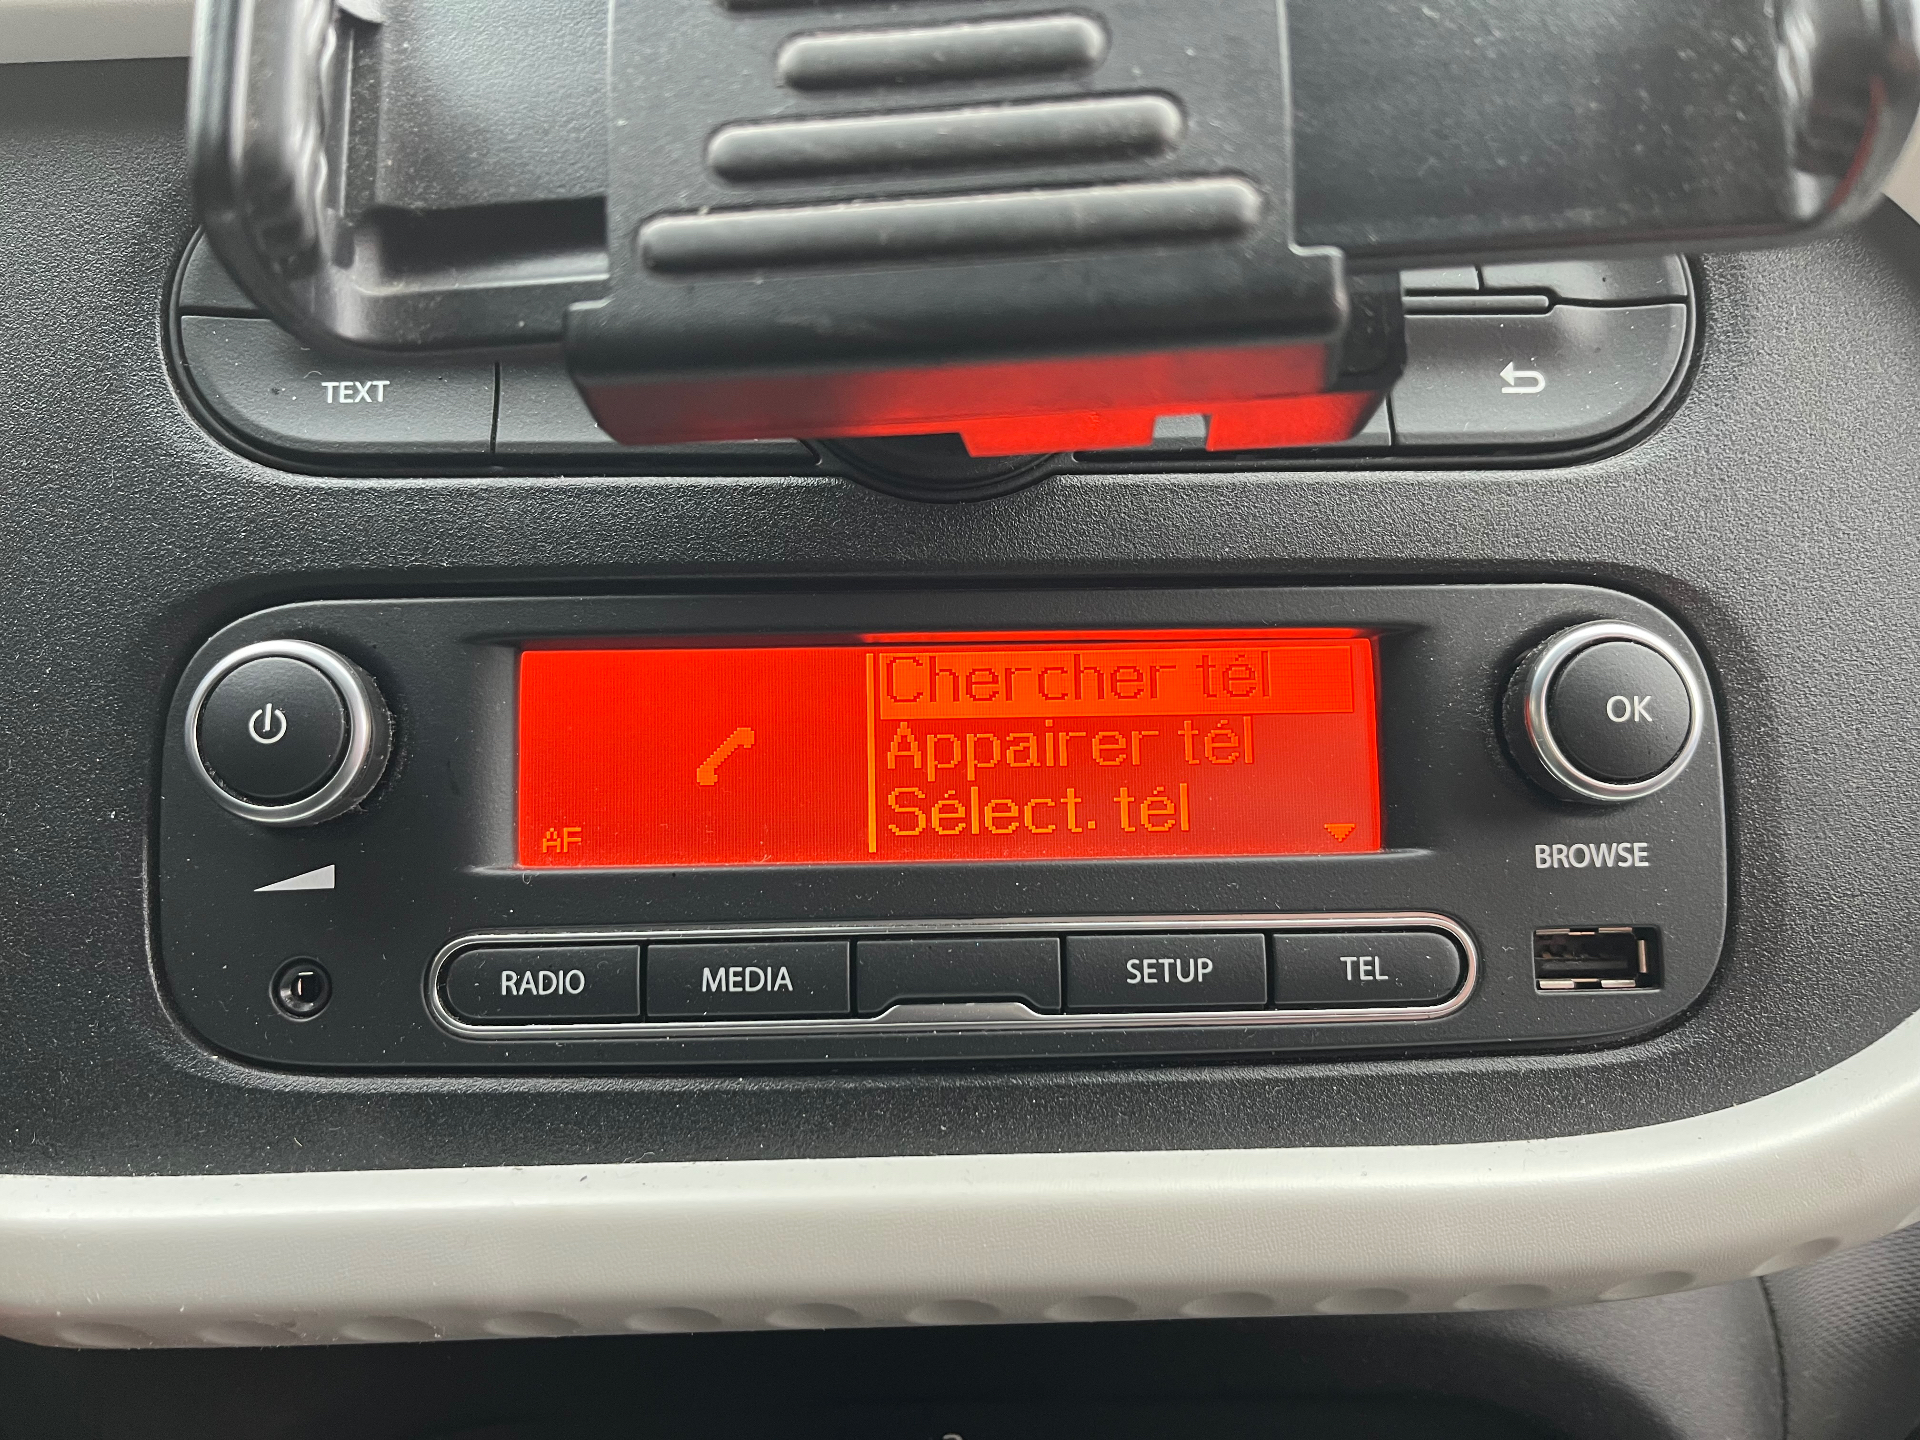 TEXT
Chercher tél
Appairer tél
Sélect. tél
AF
OK
BROWSE
RADIO
MEDIA
SETUP
TEL